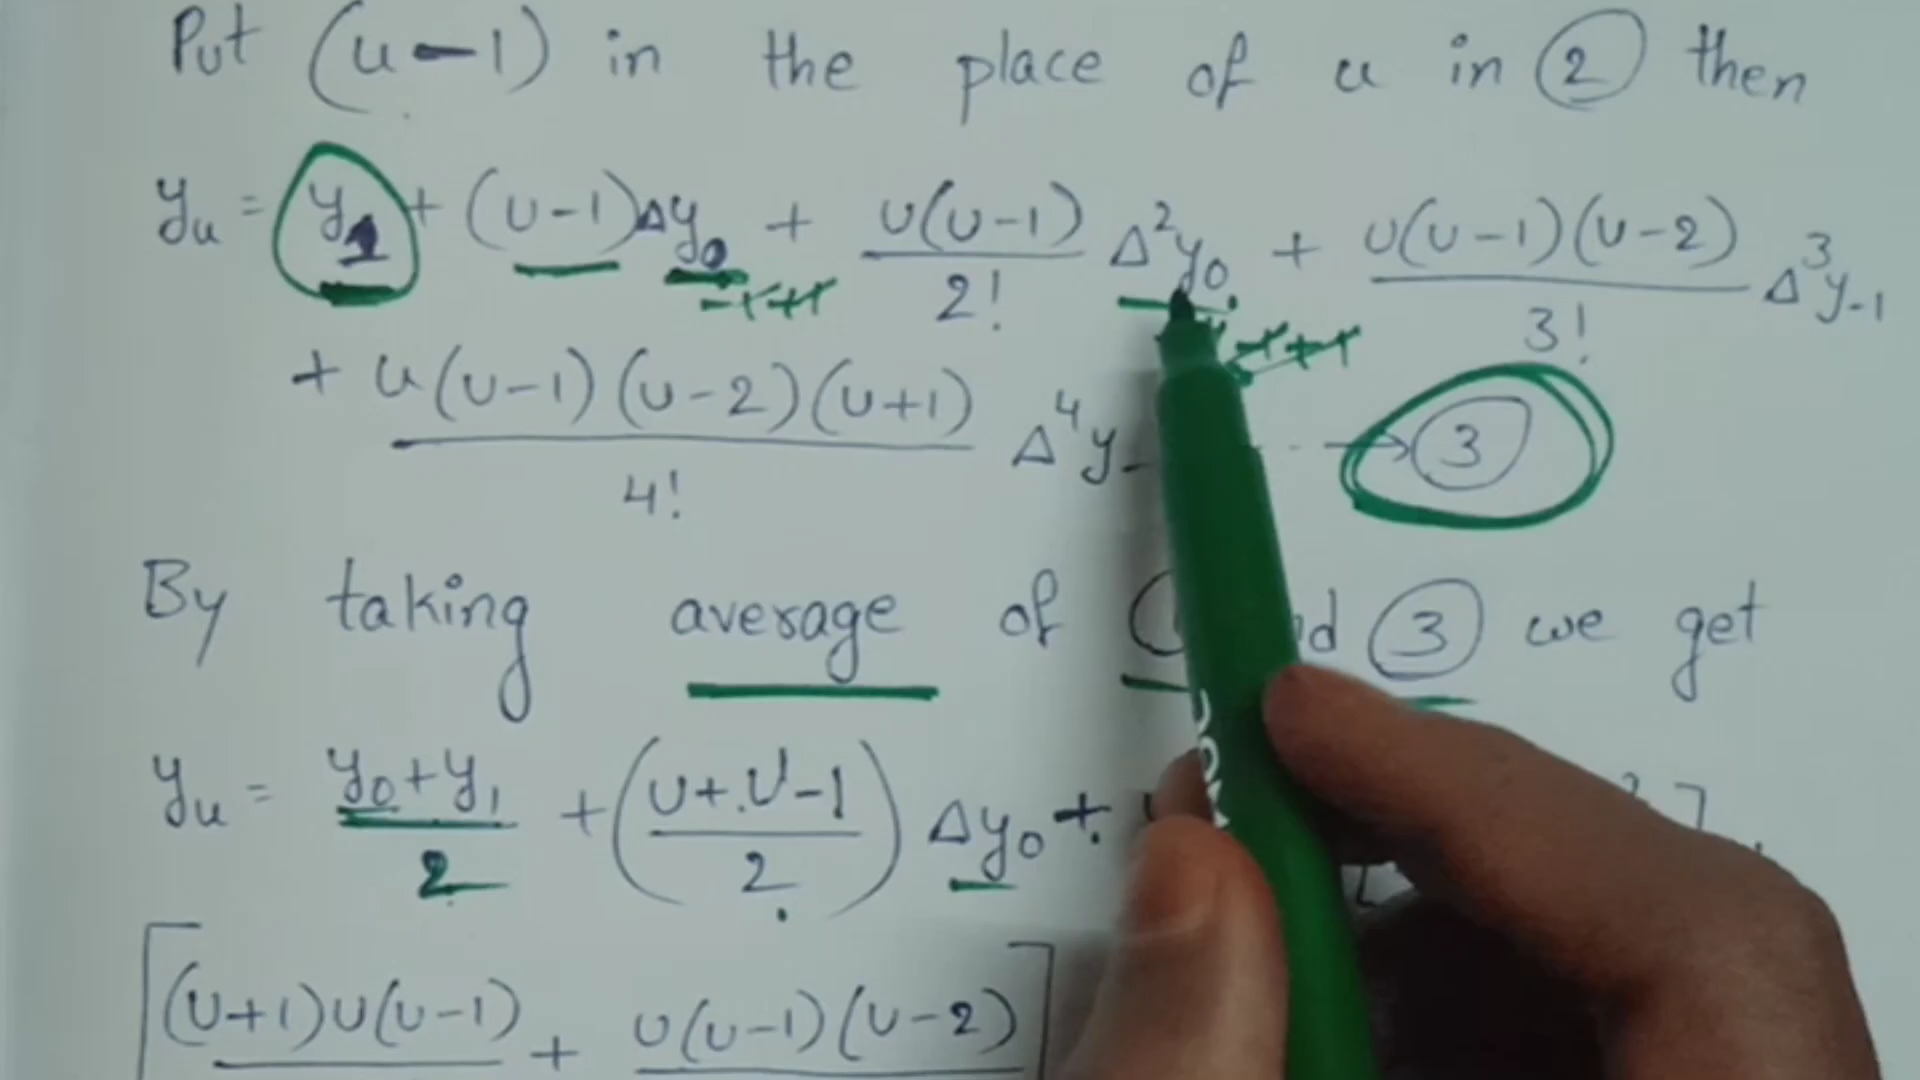 Put (u-1) in the place of u in ② then
yu = y1 + (u-1)Δy0 + u(u-1)/2! Δ²y0 + u(u-1)(u-2)/3! Δ³y-1
+ u(u-1)(u-2)(u+1)/4! Δ⁴y- → ③
By taking average of and ③ we get
yu = y0+y1/2 + (u+u-1/2) Δy0 +
[(u+1)u(u-1) + u(u-1)(u-2)]